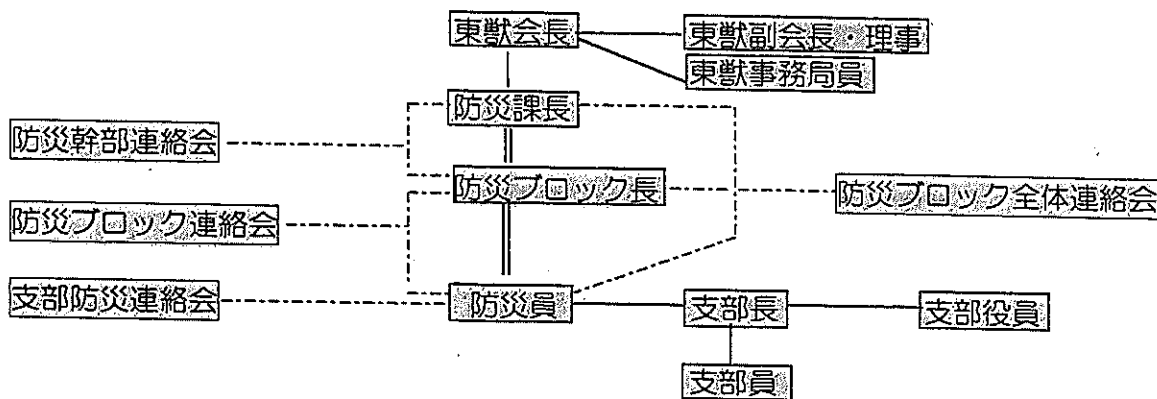 東獣会長
東獣副会長・理事
東獣事務局員
防災課長
防災幹部連絡会
防災ブロック長
防災ブロック全体連絡会
防災ブロック連絡会
支部防災連絡会
防災員
支部長
支部役員
支部員